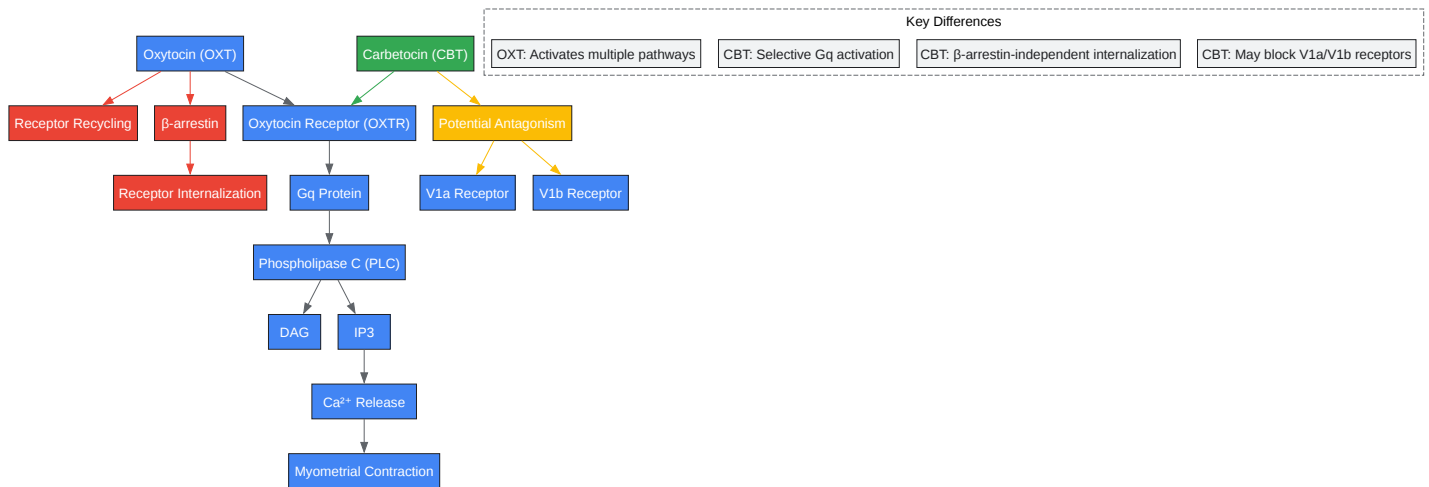 Key Differences
Oxytocin (OXT)
Carbetocin (CBT)
OXT: Activates multiple pathways
CBT: Selective Gq activation
CBT: β-arrestin-independent internalization
CBT: May block V1a/V1b receptors
Receptor Recycling
β-arrestin
Oxytocin Receptor (OXTR)
Potential Antagonism
Receptor Internalization
Gq Protein
V1a Receptor
V1b Receptor
Phospholipase C (PLC)
DAG
IP3
Ca²⁺ Release
Myometrial Contraction